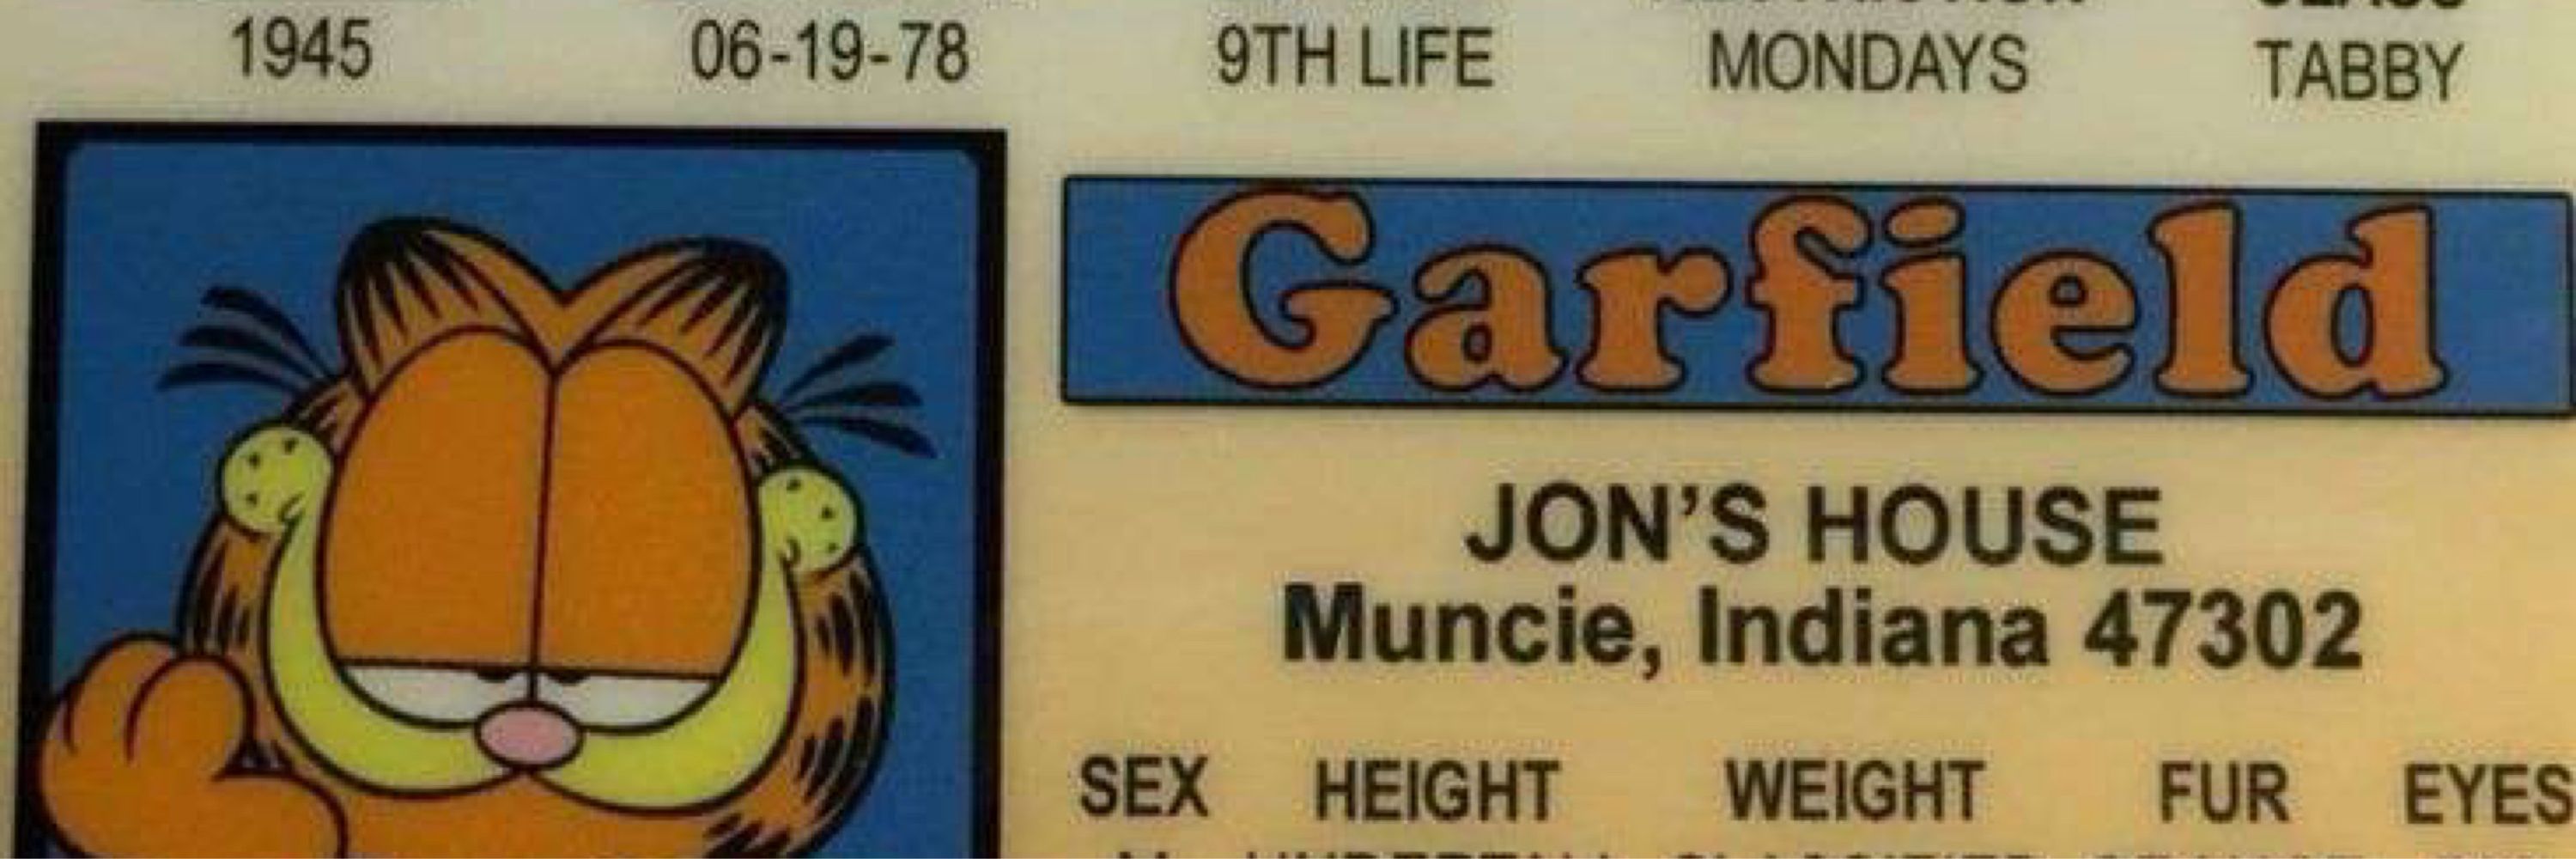 1945 06-19-78 9TH LIFE MONDAYS TABBY
Garfield
JON'S HOUSE
Muncie, Indiana 47302
SEX HEIGHT WEIGHT FUR EYES